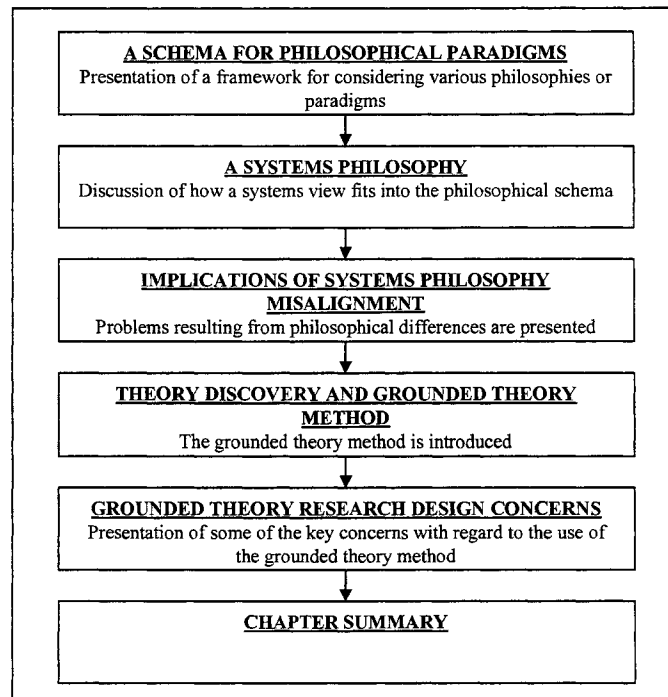 A SCHEMA FOR PHILOSOPHICAL PARADIGMS
Presentation of a framework for considering various philosophies or
paradigms
A SYSTEMS PHILOSOPHY
Discussion of how a systems view fits into the philosophical schema
IMPLICATIONS OF SYSTEMS PHILOSOPHY
MISALIGNMENT
Problems resulting from philosophical differences are presented
THEORY DISCOVERY AND GROUNDED THEORY
METHOD
The grounded theory method is introduced
GROUNDED THEORY RESEARCH DESIGN CONCERNS
Presentation of some of the key concerns with regard to the use of
the grounded theory method
CHAPTER SUMMARY